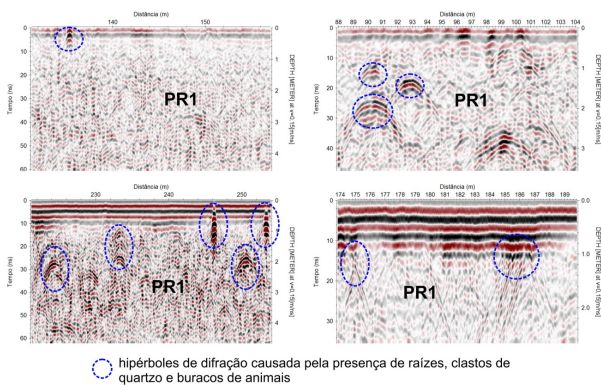 Distância (m)
140 150
Tempo (ns)
0 10 20 30 40 50 60
PR1
0 1 2 3 4
DEPTH [METER] at v=0.15[m/ns]
Distância (m)
88 89 90 91 92 93 94 95 96 97 98 99 100 101 102 103 104
Tempo (ns)
0 10 20 30 40
PR1
0 1 2 3
DEPTH [METER] at v=0.15[m/ns]
Distância (m)
230 240 250
Tempo (ns)
0 10 20 30 40 50 60
PR1
0 1 2 3 4
DEPTH [METER] at v=0.15[m/ns]
Distância (m)
174 175 176 177 178 179 180 181 182 183 184 185 186 187 188 189
Tempo (ns)
0 10 20 30
PR1
0.0 1.0 2.0
DEPTH [METER] at v=0.15[m/ns]
hipérboles de difração causada pela presença de raízes, clastos de
quartzo e buracos de animais